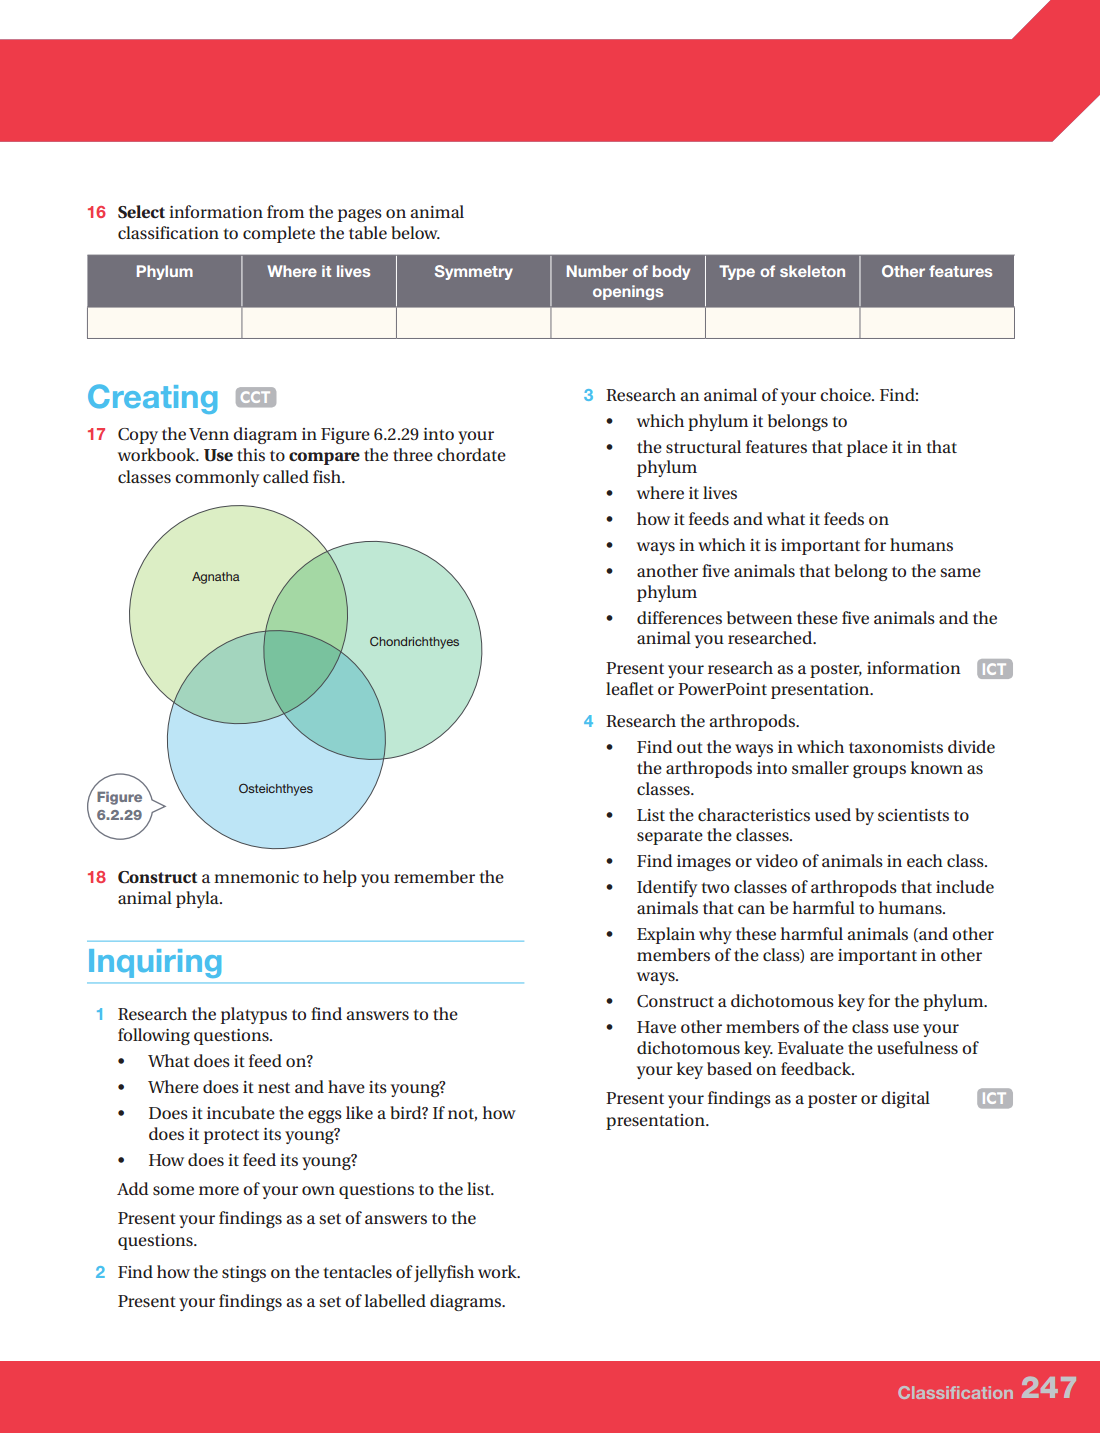 16 Select information from the pages on animal
classification to complete the table below.
Phylum
Where it lives
Symmetry
Number of body
openings
Type of skeleton
Other features
Creating CCT
17 Copy the Venn diagram in Figure 6.2.29 into your
workbook. Use this to compare the three chordate
classes commonly called fish.
Agnatha
Chondrichthyes
Osteichthyes
Figure
6.2.29
18 Construct a mnemonic to help you remember the
animal phyla.
Inquiring
1 Research the platypus to find answers to the
following questions.
• What does it feed on?
• Where does it nest and have its young?
• Does it incubate the eggs like a bird? If not, how
does it protect its young?
• How does it feed its young?
Add some more of your own questions to the list.
Present your findings as a set of answers to the
questions.
2 Find how the stings on the tentacles of jellyfish work.
Present your findings as a set of labelled diagrams.
3 Research an animal of your choice. Find:
• which phylum it belongs to
• the structural features that place it in that
phylum
• where it lives
• how it feeds and what it feeds on
• ways in which it is important for humans
• another five animals that belong to the same
phylum
• differences between these five animals and the
animal you researched.
Present your research as a poster, information ICT
leaflet or PowerPoint presentation.
4 Research the arthropods.
• Find out the ways in which taxonomists divide
the arthropods into smaller groups known as
classes.
• List the characteristics used by scientists to
separate the classes.
• Find images or video of animals in each class.
• Identify two classes of arthropods that include
animals that can be harmful to humans.
• Explain why these harmful animals (and other
members of the class) are important in other
ways.
• Construct a dichotomous key for the phylum.
• Have other members of the class use your
dichotomous key. Evaluate the usefulness of
your key based on feedback.
Present your findings as a poster or digital ICT
presentation.
Classification 247